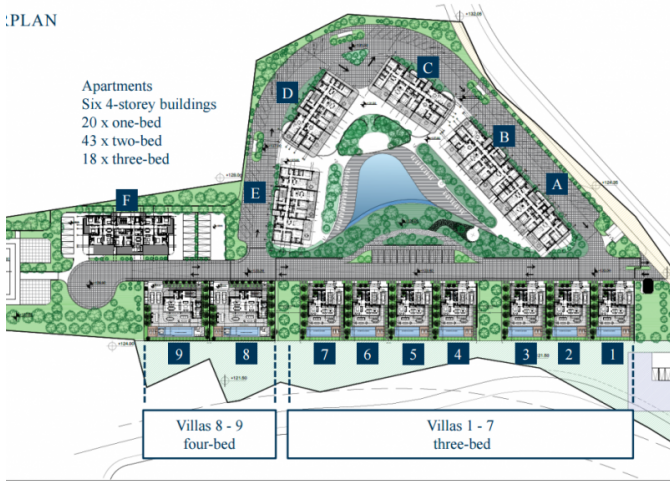 RPLAN
Apartments
Six 4-storey buildings
20 x one-bed
43 x two-bed
18 x three-bed
C
D
B
A
E
F
9
8
7
6
5
4
3
2
1
Villas 8 - 9
four-bed
Villas 1 - 7
three-bed